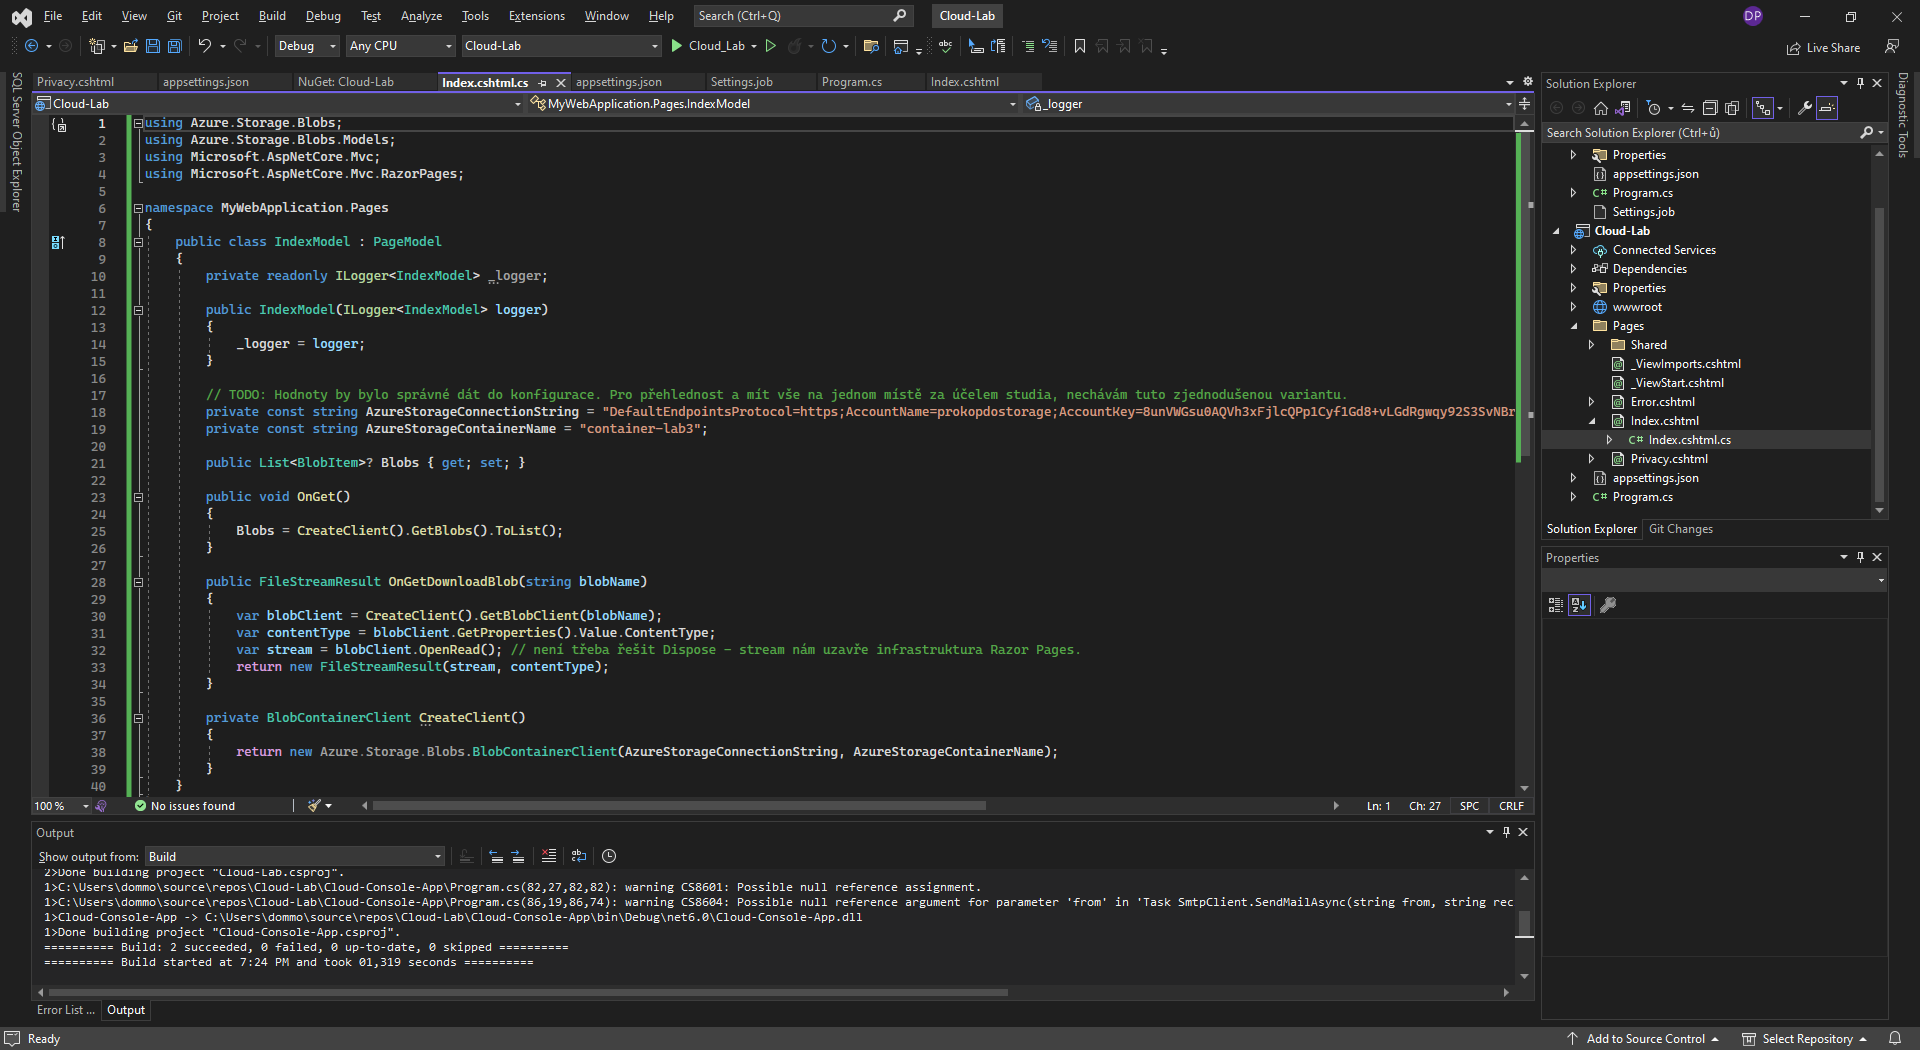 File Edit View Git Project Build Debug Test Analyze Tools Extensions Window Help Search (Ctrl+Q) Cloud-Lab DP
Debug Any CPU Cloud-Lab Cloud_Lab Live Share
SQL Server Object Explorer
Privacy.cshtml appsettings.json NuGet: Cloud-Lab Index.cshtml.cs appsettings.json Settings.job Program.cs Index.cshtml
Cloud-Lab MyWebApplication.Pages.IndexModel _logger
1 using Azure.Storage.Blobs;
2 using Azure.Storage.Blobs.Models;
3 using Microsoft.AspNetCore.Mvc;
4 using Microsoft.AspNetCore.Mvc.RazorPages;
5
6 namespace MyWebApplication.Pages
7 {
8 public class IndexModel : PageModel
9 {
10 private readonly ILogger<IndexModel> _logger;
11
12 public IndexModel(ILogger<IndexModel> logger)
13 {
14 _logger = logger;
15 }
16
17 // TODO: Hodnoty by bylo správné dát do konfigurace. Pro přehlednost a mít vše na jednom místě za účelem studia, nechávám tuto zjednodušenou variantu.
18 private const string AzureStorageConnectionString = "DefaultEndpointsProtocol=https;AccountName=prokopdostorage;AccountKey=8unVWGsu0AQVh3xFjlcQPp1Cyf1Gd8+vLGdRgwqy92S3SvNBr
19 private const string AzureStorageContainerName = "container-lab3";
20
21 public List<BlobItem>? Blobs { get; set; }
22
23 public void OnGet()
24 {
25 Blobs = CreateClient().GetBlobs().ToList();
26 }
27
28 public FileStreamResult OnGetDownloadBlob(string blobName)
29 {
30 var blobClient = CreateClient().GetBlobClient(blobName);
31 var contentType = blobClient.GetProperties().Value.ContentType;
32 var stream = blobClient.OpenRead(); // není třeba řešit Dispose - stream nám uzavře infrastruktura Razor Pages.
33 return new FileStreamResult(stream, contentType);
34 }
35
36 private BlobContainerClient CreateClient()
37 {
38 return new Azure.Storage.Blobs.BlobContainerClient(AzureStorageConnectionString, AzureStorageContainerName);
39 }
40 }
100 % No issues found Ln: 1 Ch: 27 SPC CRLF
Output
Show output from: Build
2>Done building project "Cloud-Lab.csproj".
1>C:\Users\dommo\source\repos\Cloud-Lab\Cloud-Console-App\Program.cs(82,27,82,82): warning CS8601: Possible null reference assignment.
1>C:\Users\dommo\source\repos\Cloud-Lab\Cloud-Console-App\Program.cs(86,19,86,74): warning CS8604: Possible null reference argument for parameter 'from' in 'Task SmtpClient.SendMailAsync(string from, string rec
1>Cloud-Console-App -> C:\Users\dommo\source\repos\Cloud-Lab\Cloud-Console-App\bin\Debug\net6.0\Cloud-Console-App.dll
1>Done building project "Cloud-Console-App.csproj".
========== Build: 2 succeeded, 0 failed, 0 up-to-date, 0 skipped ==========
========== Build started at 7:24 PM and took 01,319 seconds ==========
Error List ... Output
Solution Explorer
Search Solution Explorer (Ctrl+ů)
Properties
appsettings.json
C# Program.cs
Settings.job
Cloud-Lab
Connected Services
Dependencies
Properties
wwwroot
Pages
Shared
_ViewImports.cshtml
_ViewStart.cshtml
Error.cshtml
Index.cshtml
C# Index.cshtml.cs
Privacy.cshtml
appsettings.json
C# Program.cs
Solution Explorer Git Changes
Properties
Diagnostic Tools
Ready Add to Source Control Select Repository